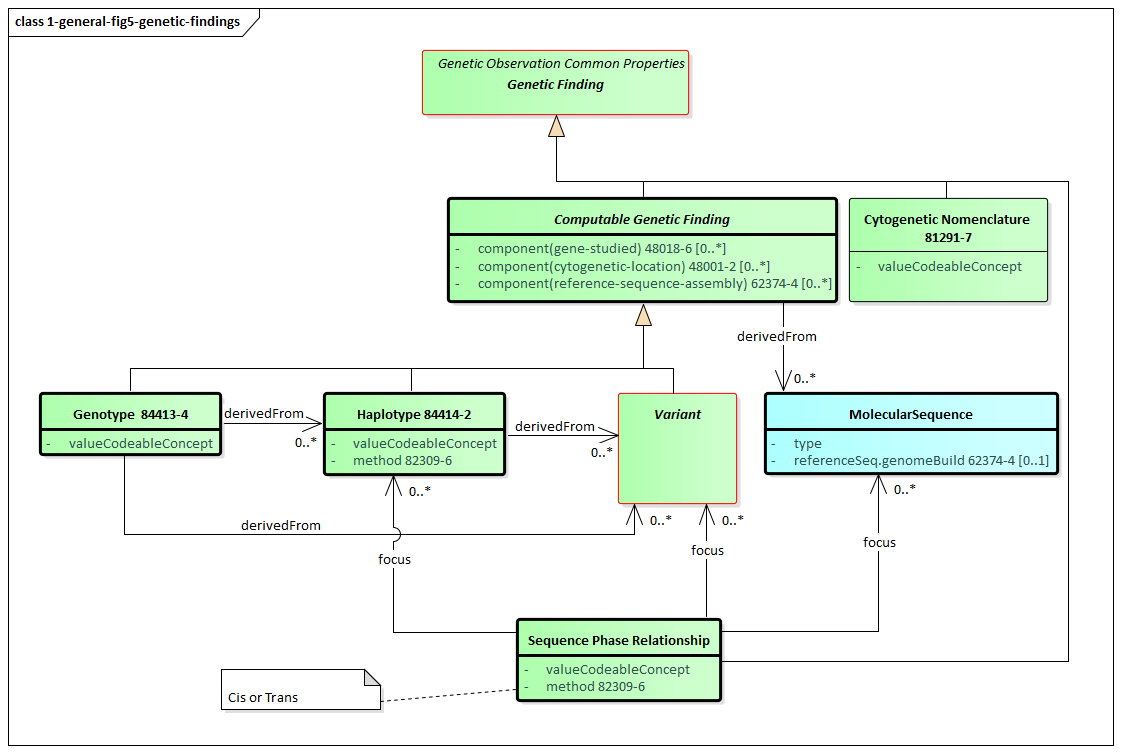 class 1-general-fig5-genetic-findings
Genetic Observation Common Properties
Genetic Finding
Computable Genetic Finding
- component(gene-studied) 48018-6 [0..*]
- component(cytogenetic-location) 48001-2 [0..*]
- component(reference-sequence-assembly) 62374-4 [0..*]
Cytogenetic Nomenclature
81291-7
- valueCodeableConcept
derivedFrom
0..*
Genotype 84413-4
- valueCodeableConcept
derivedFrom
0..*
Haplotype 84414-2
- valueCodeableConcept
- method 82309-6
derivedFrom
0..*
Variant
MolecularSequence
- type
- referenceSeq.genomeBuild 62374-4 [0..1]
0..*
0..*
0..*
0..*
derivedFrom
focus
focus
focus
Sequence Phase Relationship
- valueCodeableConcept
- method 82309-6
Cis or Trans